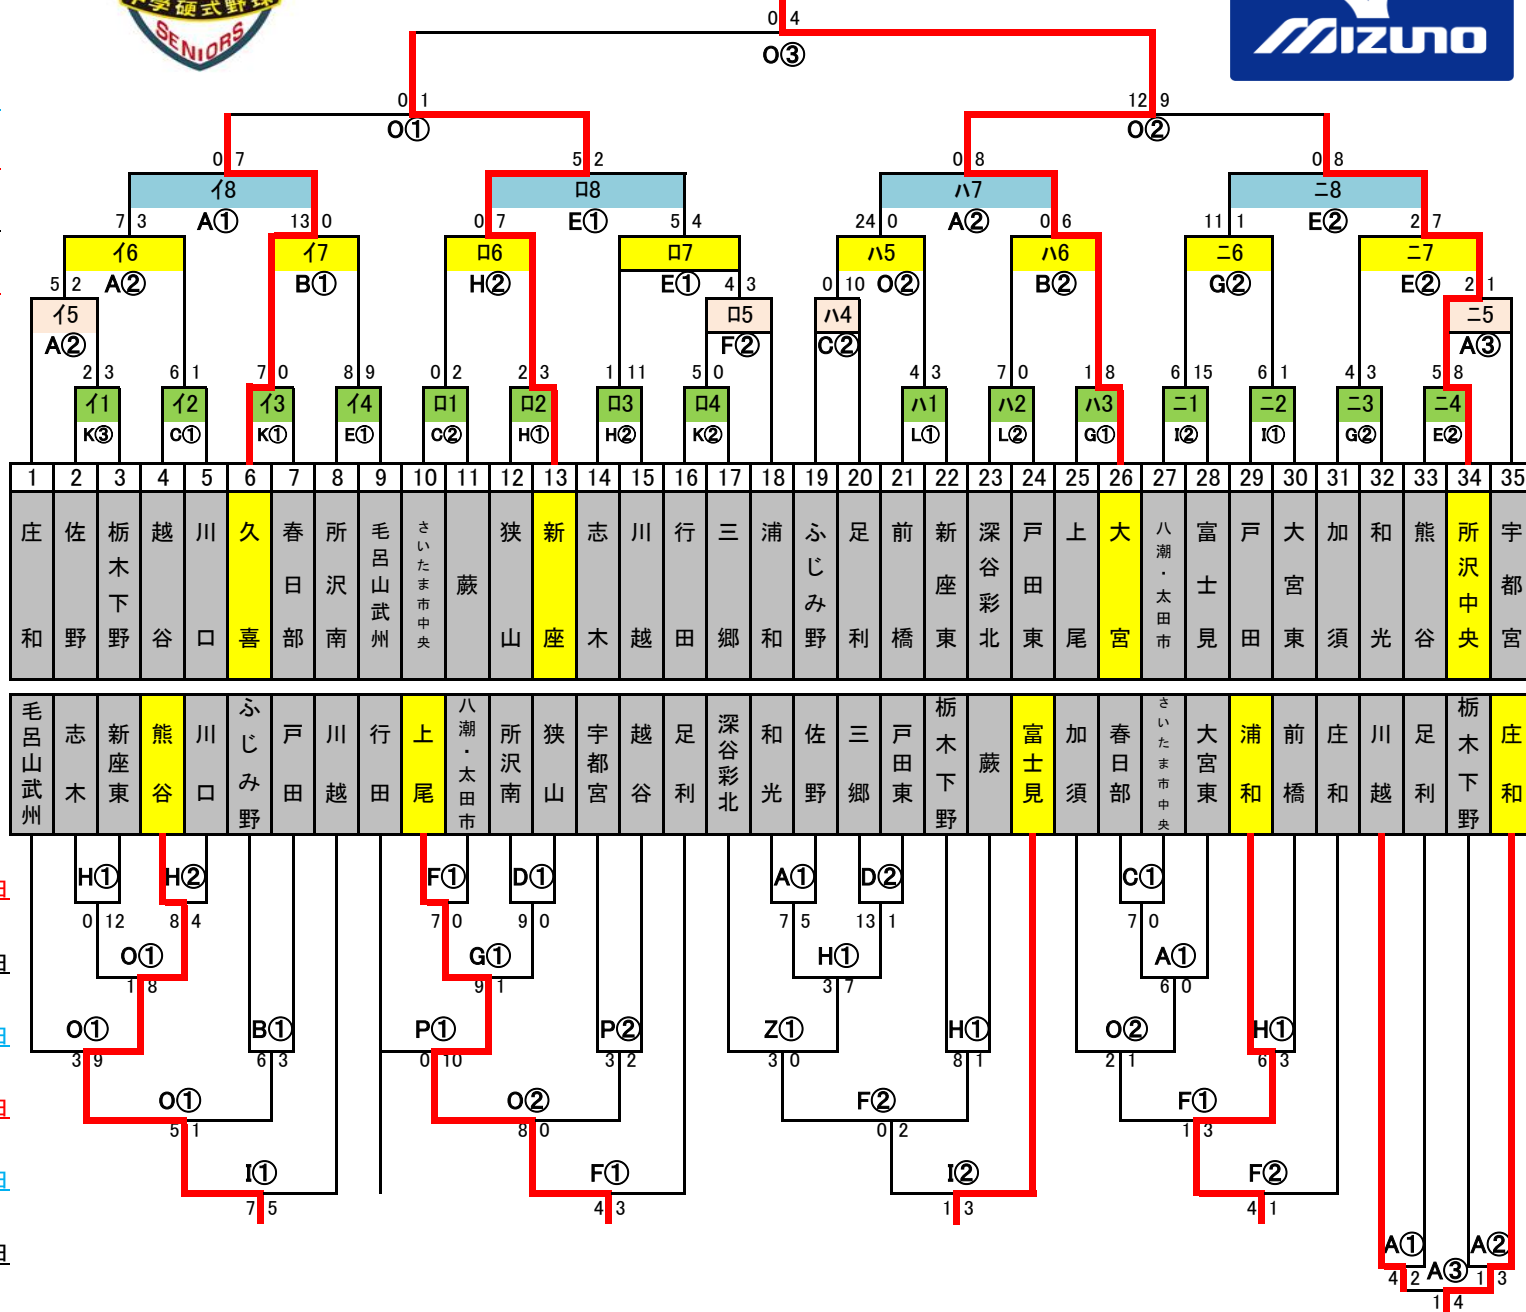 中学硬式野球
SENIORS
MIZUNO
0 4
O③
0 1
O①
12 9
O②
0 7
5 2
0 8
0 8
イ8
ロ8
ハ7
ニ8
A①
E①
A②
E②
7 3
13 0
0 7
5 4
24 0
0 6
11 1
2 7
イ6
イ7
ロ6
ロ7
ハ5
ハ6
ニ6
ニ7
A②
B①
H②
E①
O②
B②
G②
E②
5 2
4 3
0 10
2 1
イ5
ロ5
ハ4
ニ5
A②
F②
C②
A③
2 3
6 1
7 0
8 9
0 2
2 3
1 11
5 0
4 3
7 0
1 8
6 15
6 1
4 3
5 8
イ1
イ2
イ3
イ4
ロ1
ロ2
ロ3
ロ4
ハ1
ハ2
ハ3
ニ1
ニ2
ニ3
ニ4
K③
C①
K①
E①
C②
H①
H②
K②
L①
L②
G①
I②
I①
G②
E②
1 2 3 4 5 6 7 8 9 10 11 12 13 14 15 16 17 18 19 20 21 22 23 24 25 26 27 28 29 30 31 32 33 34 35
庄和
佐野
栃木下野
越谷
川口
久喜
春日部
所沢南
毛呂山武州
さいたま市中央
蕨
狭山
新座
志木
川越
行田
三郷
浦和
ふじみ野
足利
前橋
新座東
深谷彩北
戸田東
上尾
大宮
八潮・太田市
富士見
戸田
大宮東
加須
和光
熊谷
所沢中央
宇都宮
毛呂山武州
志木
新座東
熊谷
川口
ふじみ野
戸田
川越
行田
上尾
八潮・太田市
所沢南
狭山
宇都宮
越谷
足利
深谷彩北
和光
佐野
三郷
戸田東
栃木下野
蕨
富士見
加須
春日部
さいたま市中央
大宮東
浦和
前橋
庄和
川越
足利
栃木下野
庄和
日
H①
H②
F①
D①
A①
D②
C①
0 12
8 4
7 0
9 0
7 5
13 1
7 0
日
O①
G①
H①
A①
1 8
9 1
3 7
6 0
日
O①
B①
P①
P②
Z①
H①
O②
H①
3 9
6 3
0 10
3 2
3 0
8 1
2 1
6 3
日
O①
O②
F②
F①
5 1
8 0
0 2
1 3
日
I①
F①
I②
F②
7 5
4 3
1 3
4 1
日
A①
A②
4 2
A③
1 3
1 4